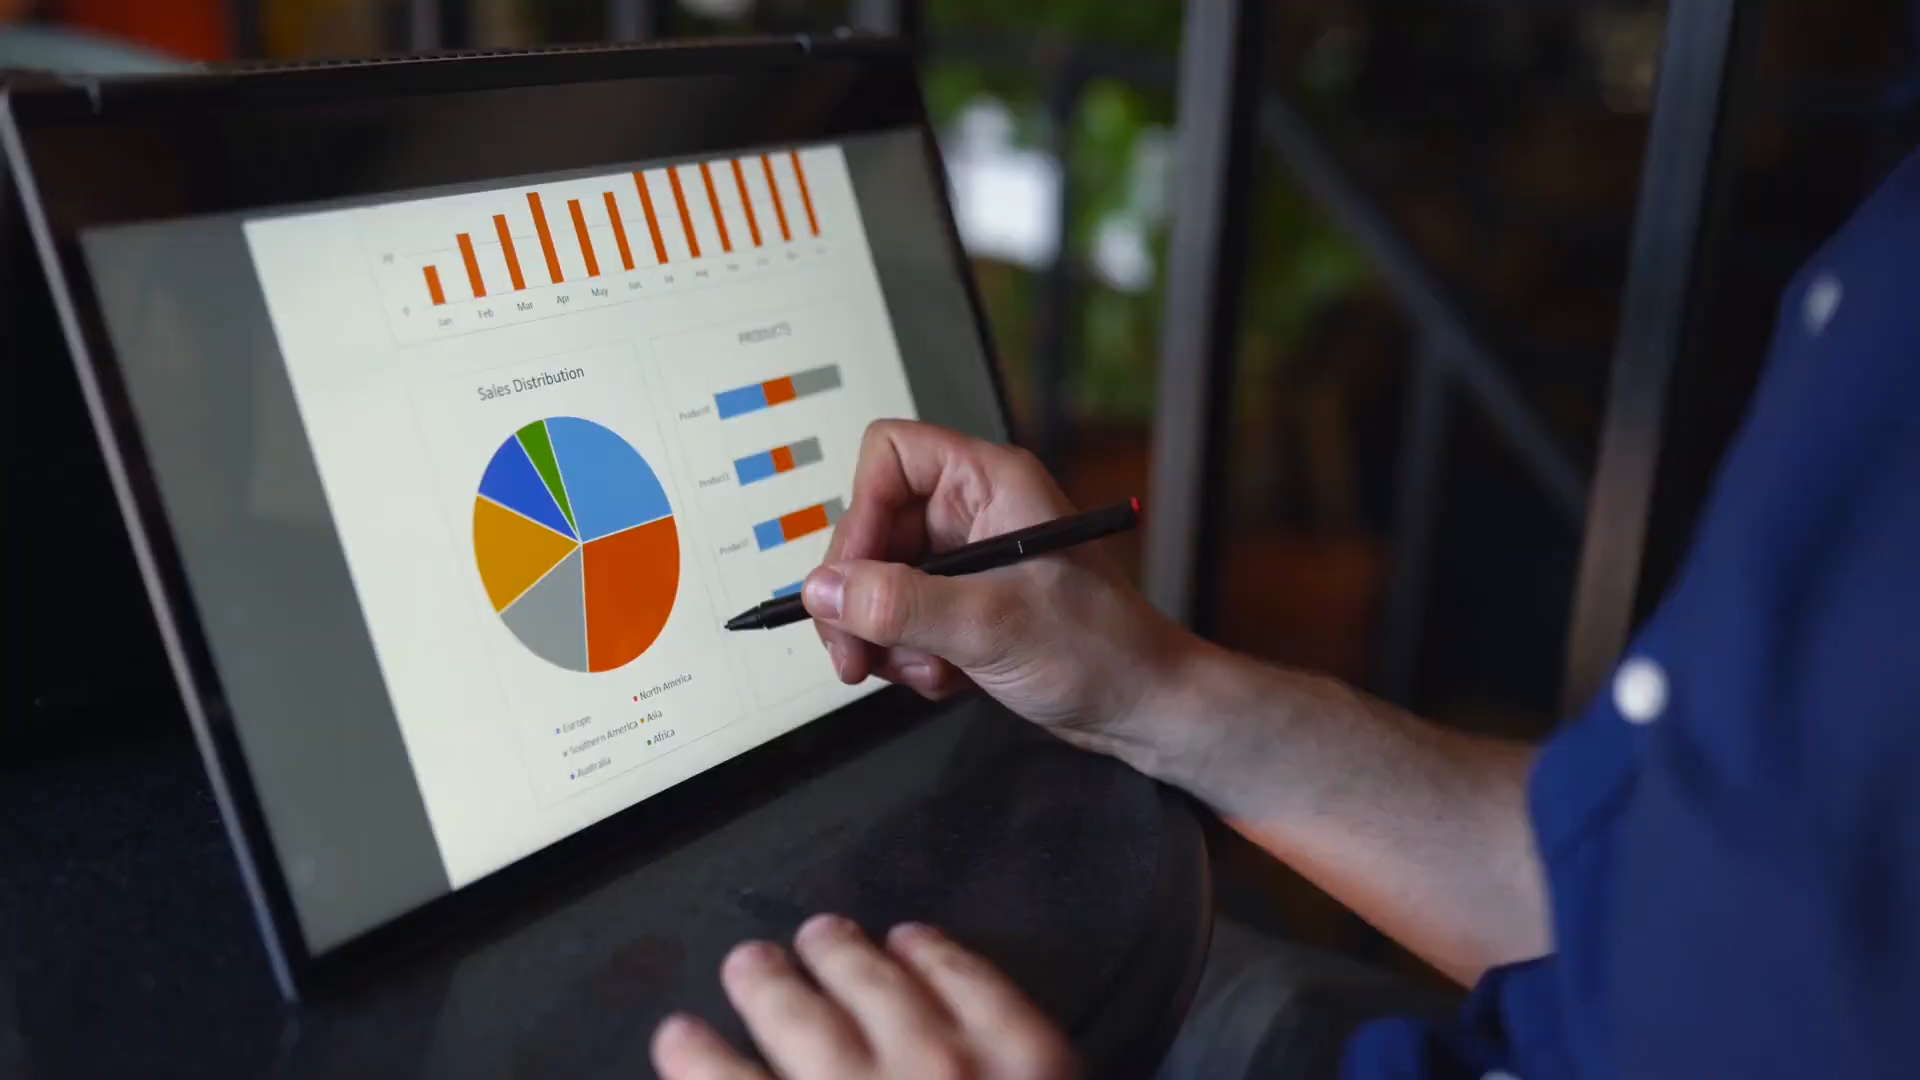 Jan Feb Mar Apr May Jun Jul Aug
Sales Distribution
PRODUCTS
North America
Europe
Southern America Asia
Africa
Australia